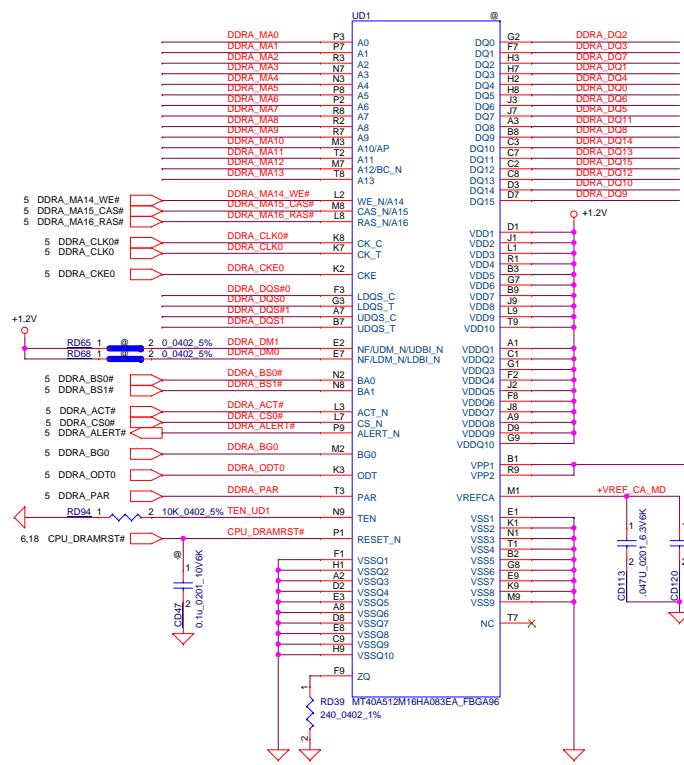 UD1 @
DDRA_MA0 P3 A0 DQ0 G2 DDRA_DQ2
DDRA_MA1 P7 A1 DQ1 F7 DDRA_DQ3
DDRA_MA2 R3 A2 DQ2 H3 DDRA_DQ7
DDRA_MA3 N7 A3 DQ3 H7 DDRA_DQ1
DDRA_MA4 N3 A4 DQ4 H2 DDRA_DQ4
DDRA_MA5 P8 A5 DQ5 H8 DDRA_DQ0
DDRA_MA6 P2 A6 DQ6 J3 DDRA_DQ6
DDRA_MA7 R8 A7 DQ7 J7 DDRA_DQ5
DDRA_MA8 R2 A8 DQ8 A3 DDRA_DQ11
DDRA_MA9 R7 A9 DQ9 B8 DDRA_DQ8
DDRA_MA10 M3 A10/AP DQ10 C3 DDRA_DQ14
DDRA_MA11 T2 A11 DQ11 C7 DDRA_DQ13
DDRA_MA12 M7 A12/BC_N DQ12 C2 DDRA_DQ15
DDRA_MA13 T8 A13 DQ13 C8 DDRA_DQ12
DQ14 D3 DDRA_DQ10
DQ15 D7 DDRA_DQ9
5 DDRA_MA14_WE# DDRA_MA14_WE# L2 WE_N/A14
5 DDRA_MA15_CAS# DDRA_MA15_CAS# M8 CAS_N/A15
5 DDRA_MA16_RAS# DDRA_MA16_RAS# L8 RAS_N/A16
+1.2V
5 DDRA_CLK0# DDRA_CLK0# K8 CK_C
5 DDRA_CLK0 DDRA_CLK0 K7 CK_T
5 DDRA_CKE0 DDRA_CKE0 K2 CKE
VDD1 D1
VDD2 J1
VDD3 L1
VDD4 R1
VDD5 B3
VDD6 G7
VDD7 B9
VDD8 J9
VDD9 L9
VDD10 T9
DDRA_DQS#0 F3 LDQS_C
DDRA_DQS0 G3 LDQS_T
DDRA_DQS#1 A7 UDQS_C
DDRA_DQS1 B7 UDQS_T
+1.2V
RD65 1 @ 2 0_0402_5% DDRA_DM1 E2 NF/UDM_N/UDBI_N
RD68 1 @ 2 0_0402_5% DDRA_DM0 E7 NF/LDM_N/LDBI_N
VDDQ1 A1
VDDQ2 C1
VDDQ3 G1
VDDQ4 F2
VDDQ5 J2
VDDQ6 F8
VDDQ7 J8
VDDQ8 A9
VDDQ9 D9
VDDQ10 G9
5 DDRA_BS0# DDRA_BS0# N2 BA0
5 DDRA_BS1# DDRA_BS1# N8 BA1
5 DDRA_ACT# DDRA_ACT# L3 ACT_N
5 DDRA_CS0# DDRA_CS0# L7 CS_N
5 DDRA_ALERT# DDRA_ALERT# P9 ALERT_N
5 DDRA_BG0 DDRA_BG0 M2 BG0
VPP1 B1
VPP2 R9
5 DDRA_ODT0 DDRA_ODT0 K3 ODT
5 DDRA_PAR DDRA_PAR T3 PAR
VREFCA M1 +VREF_CA_MD
RD94 1 2 10K_0402_5% TEN_UD1 N9 TEN
6,18 CPU_DRAMRST# CPU_DRAMRST# P1 RESET_N
VSS1 E1
VSS2 K1
VSS3 N1
VSS4 T1
VSS5 B2
VSS6 G8
VSS7 E9
VSS8 K9
VSS9 M9
NC T7
@
1
2
CD47
0.1u_0201_10V6K
F1 VSSQ1
H1 VSSQ2
A2 VSSQ3
D2 VSSQ4
E3 VSSQ5
A8 VSSQ6
D8 VSSQ7
E8 VSSQ8
C9 VSSQ9
H9 VSSQ10
F9 ZQ
1
2
CD113
.047U_0201_6.3V6K
1
2
CD120
1
RD39
240_0402_1%
2
MT40A512M16HA083EA_FBGA96